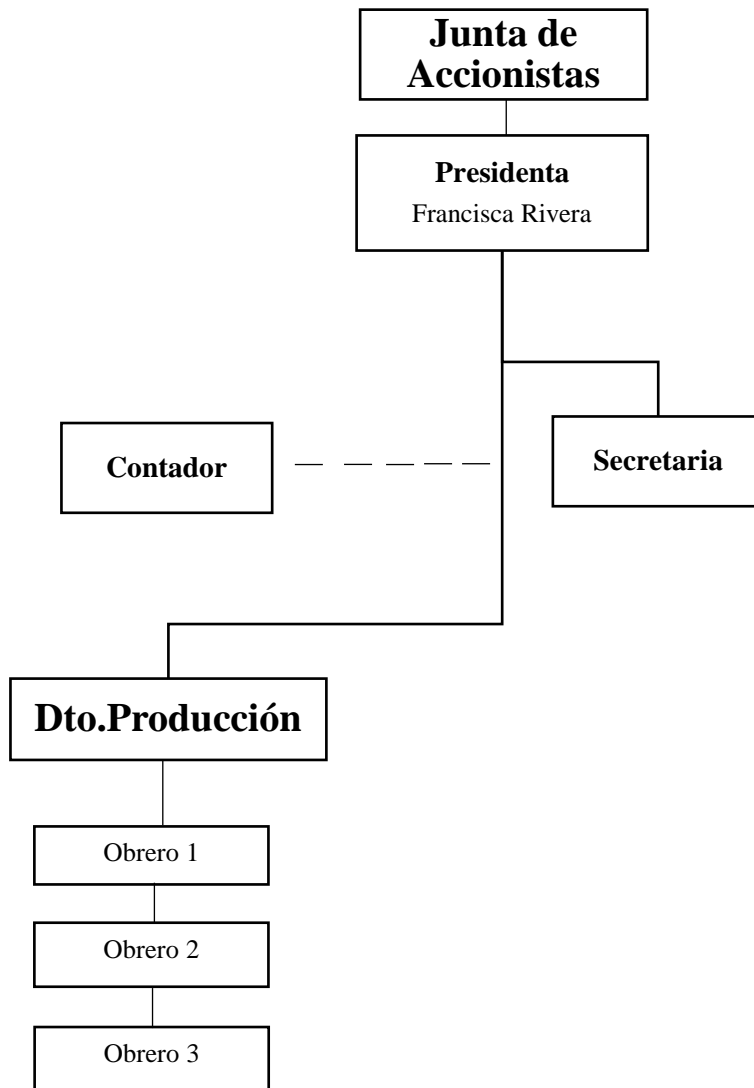 Junta de
Accionistas
Presidenta
Francisca Rivera
Contador
Secretaria
Dto.Producción
Obrero 1
Obrero 2
Obrero 3